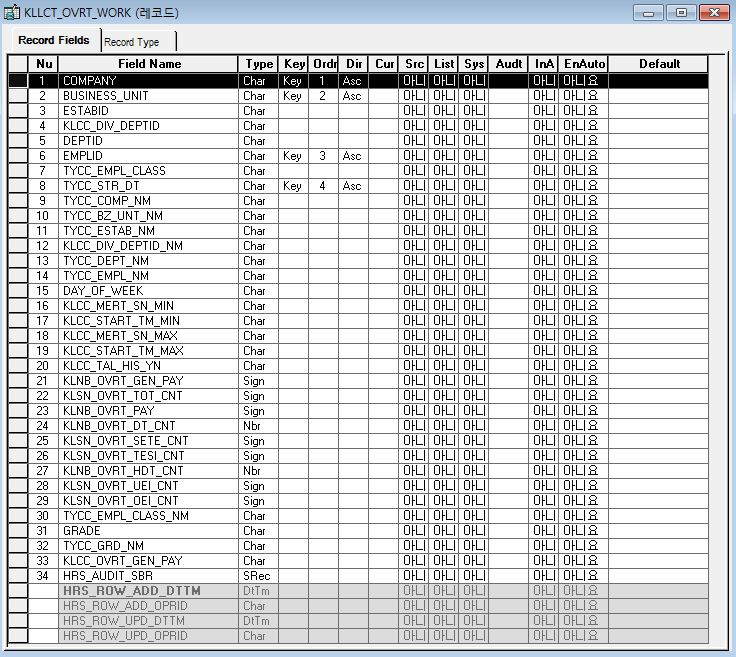 KLLCT_OVRT_WORK (레코드)
Record Fields Record Type
Nu Field Name Type Key Ordr Dir Cur Src List Sys Audt InA EnAuto Default
1 COMPANY Char Key 1 Asc 아니 아니 아니 아니 아니요
2 BUSINESS_UNIT Char Key 2 Asc 아니 아니 아니 아니 아니요
3 ESTABID Char 아니 아니 아니 아니 아니요
4 KLCC_DIV_DEPTID Char 아니 아니 아니 아니 아니요
5 DEPTID Char 아니 아니 아니 아니 아니요
6 EMPLID Char Key 3 Asc 아니 아니 아니 아니 아니요
7 TYCC_EMPL_CLASS Char 아니 아니 아니 아니 아니요
8 TYCC_STR_DT Char Key 4 Asc 아니 아니 아니 아니 아니요
9 TYCC_COMP_NM Char 아니 아니 아니 아니 아니요
10 TYCC_BZ_UNT_NM Char 아니 아니 아니 아니 아니요
11 TYCC_ESTAB_NM Char 아니 아니 아니 아니 아니요
12 KLCC_DIV_DEPTID_NM Char 아니 아니 아니 아니 아니요
13 TYCC_DEPT_NM Char 아니 아니 아니 아니 아니요
14 TYCC_EMPL_NM Char 아니 아니 아니 아니 아니요
15 DAY_OF_WEEK Char 아니 아니 아니 아니 아니요
16 KLCC_MERT_SN_MIN Char 아니 아니 아니 아니 아니요
17 KLCC_START_TM_MIN Char 아니 아니 아니 아니 아니요
18 KLCC_MERT_SN_MAX Char 아니 아니 아니 아니 아니요
19 KLCC_START_TM_MAX Char 아니 아니 아니 아니 아니요
20 KLCC_TAL_HIS_YN Char 아니 아니 아니 아니 아니요
21 KLNB_OVRT_GEN_PAY Sign 아니 아니 아니 아니 아니요
22 KLSN_OVRT_TOT_CNT Sign 아니 아니 아니 아니 아니요
23 KLNB_OVRT_PAY Sign 아니 아니 아니 아니 아니요
24 KLNB_OVRT_DT_CNT Nbr 아니 아니 아니 아니 아니요
25 KLSN_OVRT_SETE_CNT Sign 아니 아니 아니 아니 아니요
26 KLSN_OVRT_TESI_CNT Sign 아니 아니 아니 아니 아니요
27 KLNB_OVRT_HDT_CNT Nbr 아니 아니 아니 아니 아니요
28 KLSN_OVRT_UEI_CNT Sign 아니 아니 아니 아니 아니요
29 KLSN_OVRT_OEI_CNT Sign 아니 아니 아니 아니 아니요
30 TYCC_EMPL_CLASS_NM Char 아니 아니 아니 아니 아니요
31 GRADE Char 아니 아니 아니 아니 아니요
32 TYCC_GRD_NM Char 아니 아니 아니 아니 아니요
33 KLCC_OVRT_GEN_PAY Char 아니 아니 아니 아니 아니요
34 HRS_AUDIT_SBR SRec 아니 아니 아니 아니 아니요
HRS_ROW_ADD_DTTM DtTm 아니 아니 아니 아니 아니요
HRS_ROW_ADD_OPRID Char 아니 아니 아니 아니 아니요
HRS_ROW_UPD_DTTM DtTm 아니 아니 아니 아니 아니요
HRS_ROW_UPD_OPRID Char 아니 아니 아니 아니 아니요